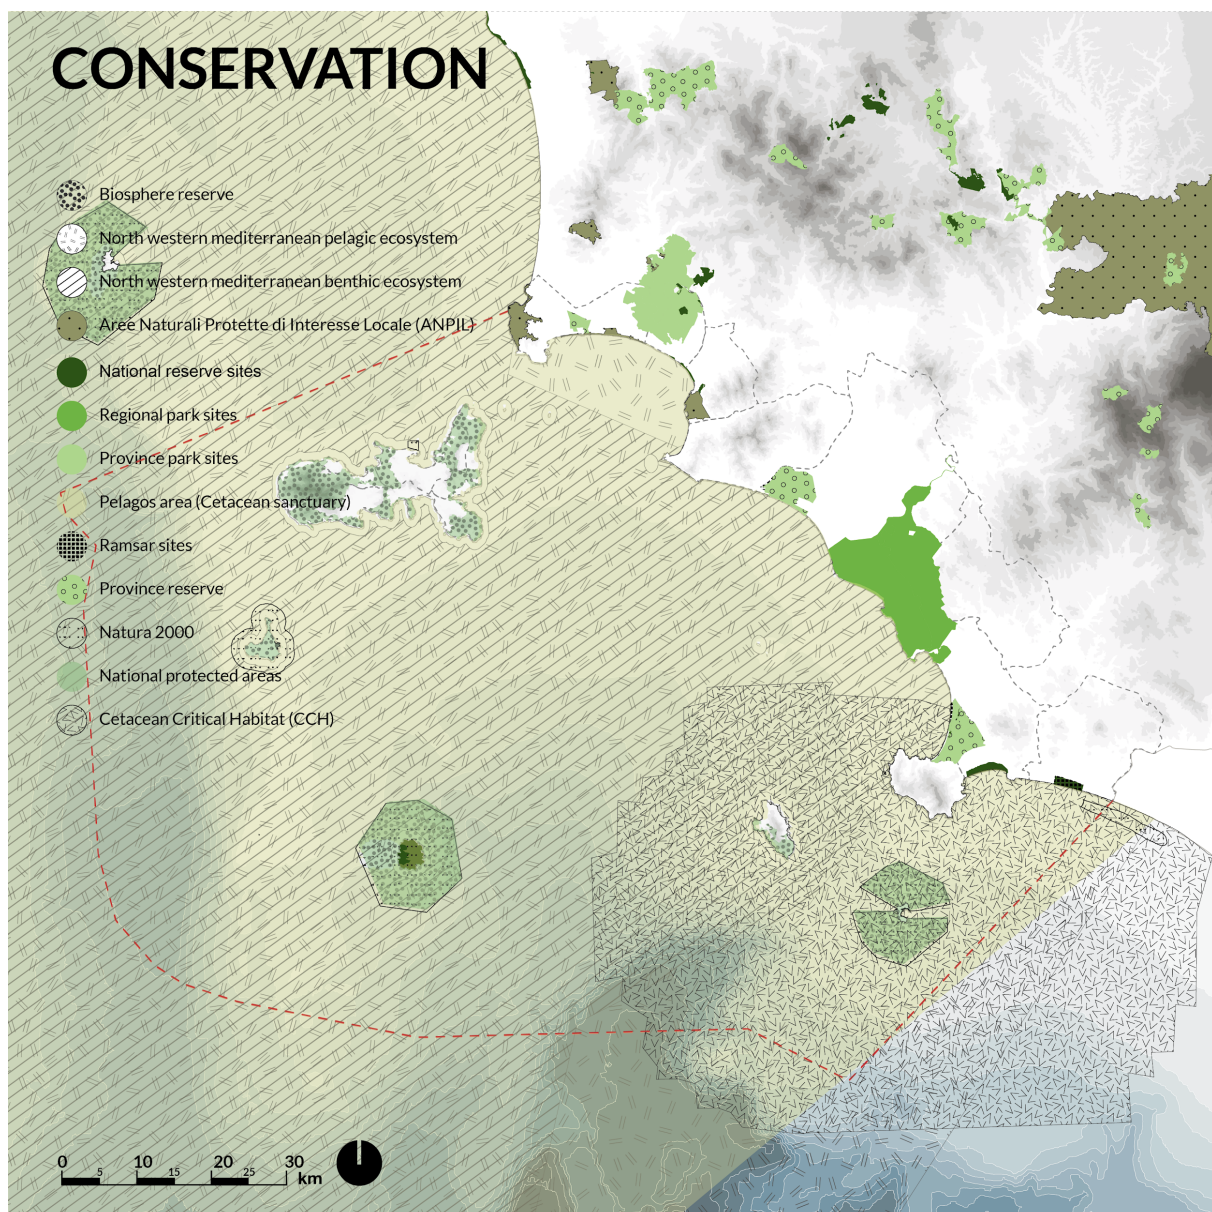 CONSERVATION
Biosphere reserve
North western mediterranean pelagic ecosystem
North western mediterranean benthic ecosystem
Aree Naturali Protette di Interesse Locale (ANPIL)
National reserve sites
Regional park sites
Province park sites
Pelagos area (Cetacean sanctuary)
Ramsar sites
Province reserve
Natura 2000
National protected areas
Cetacean Critical Habitat (CCH)
0 5 10 15 20 25 30 km